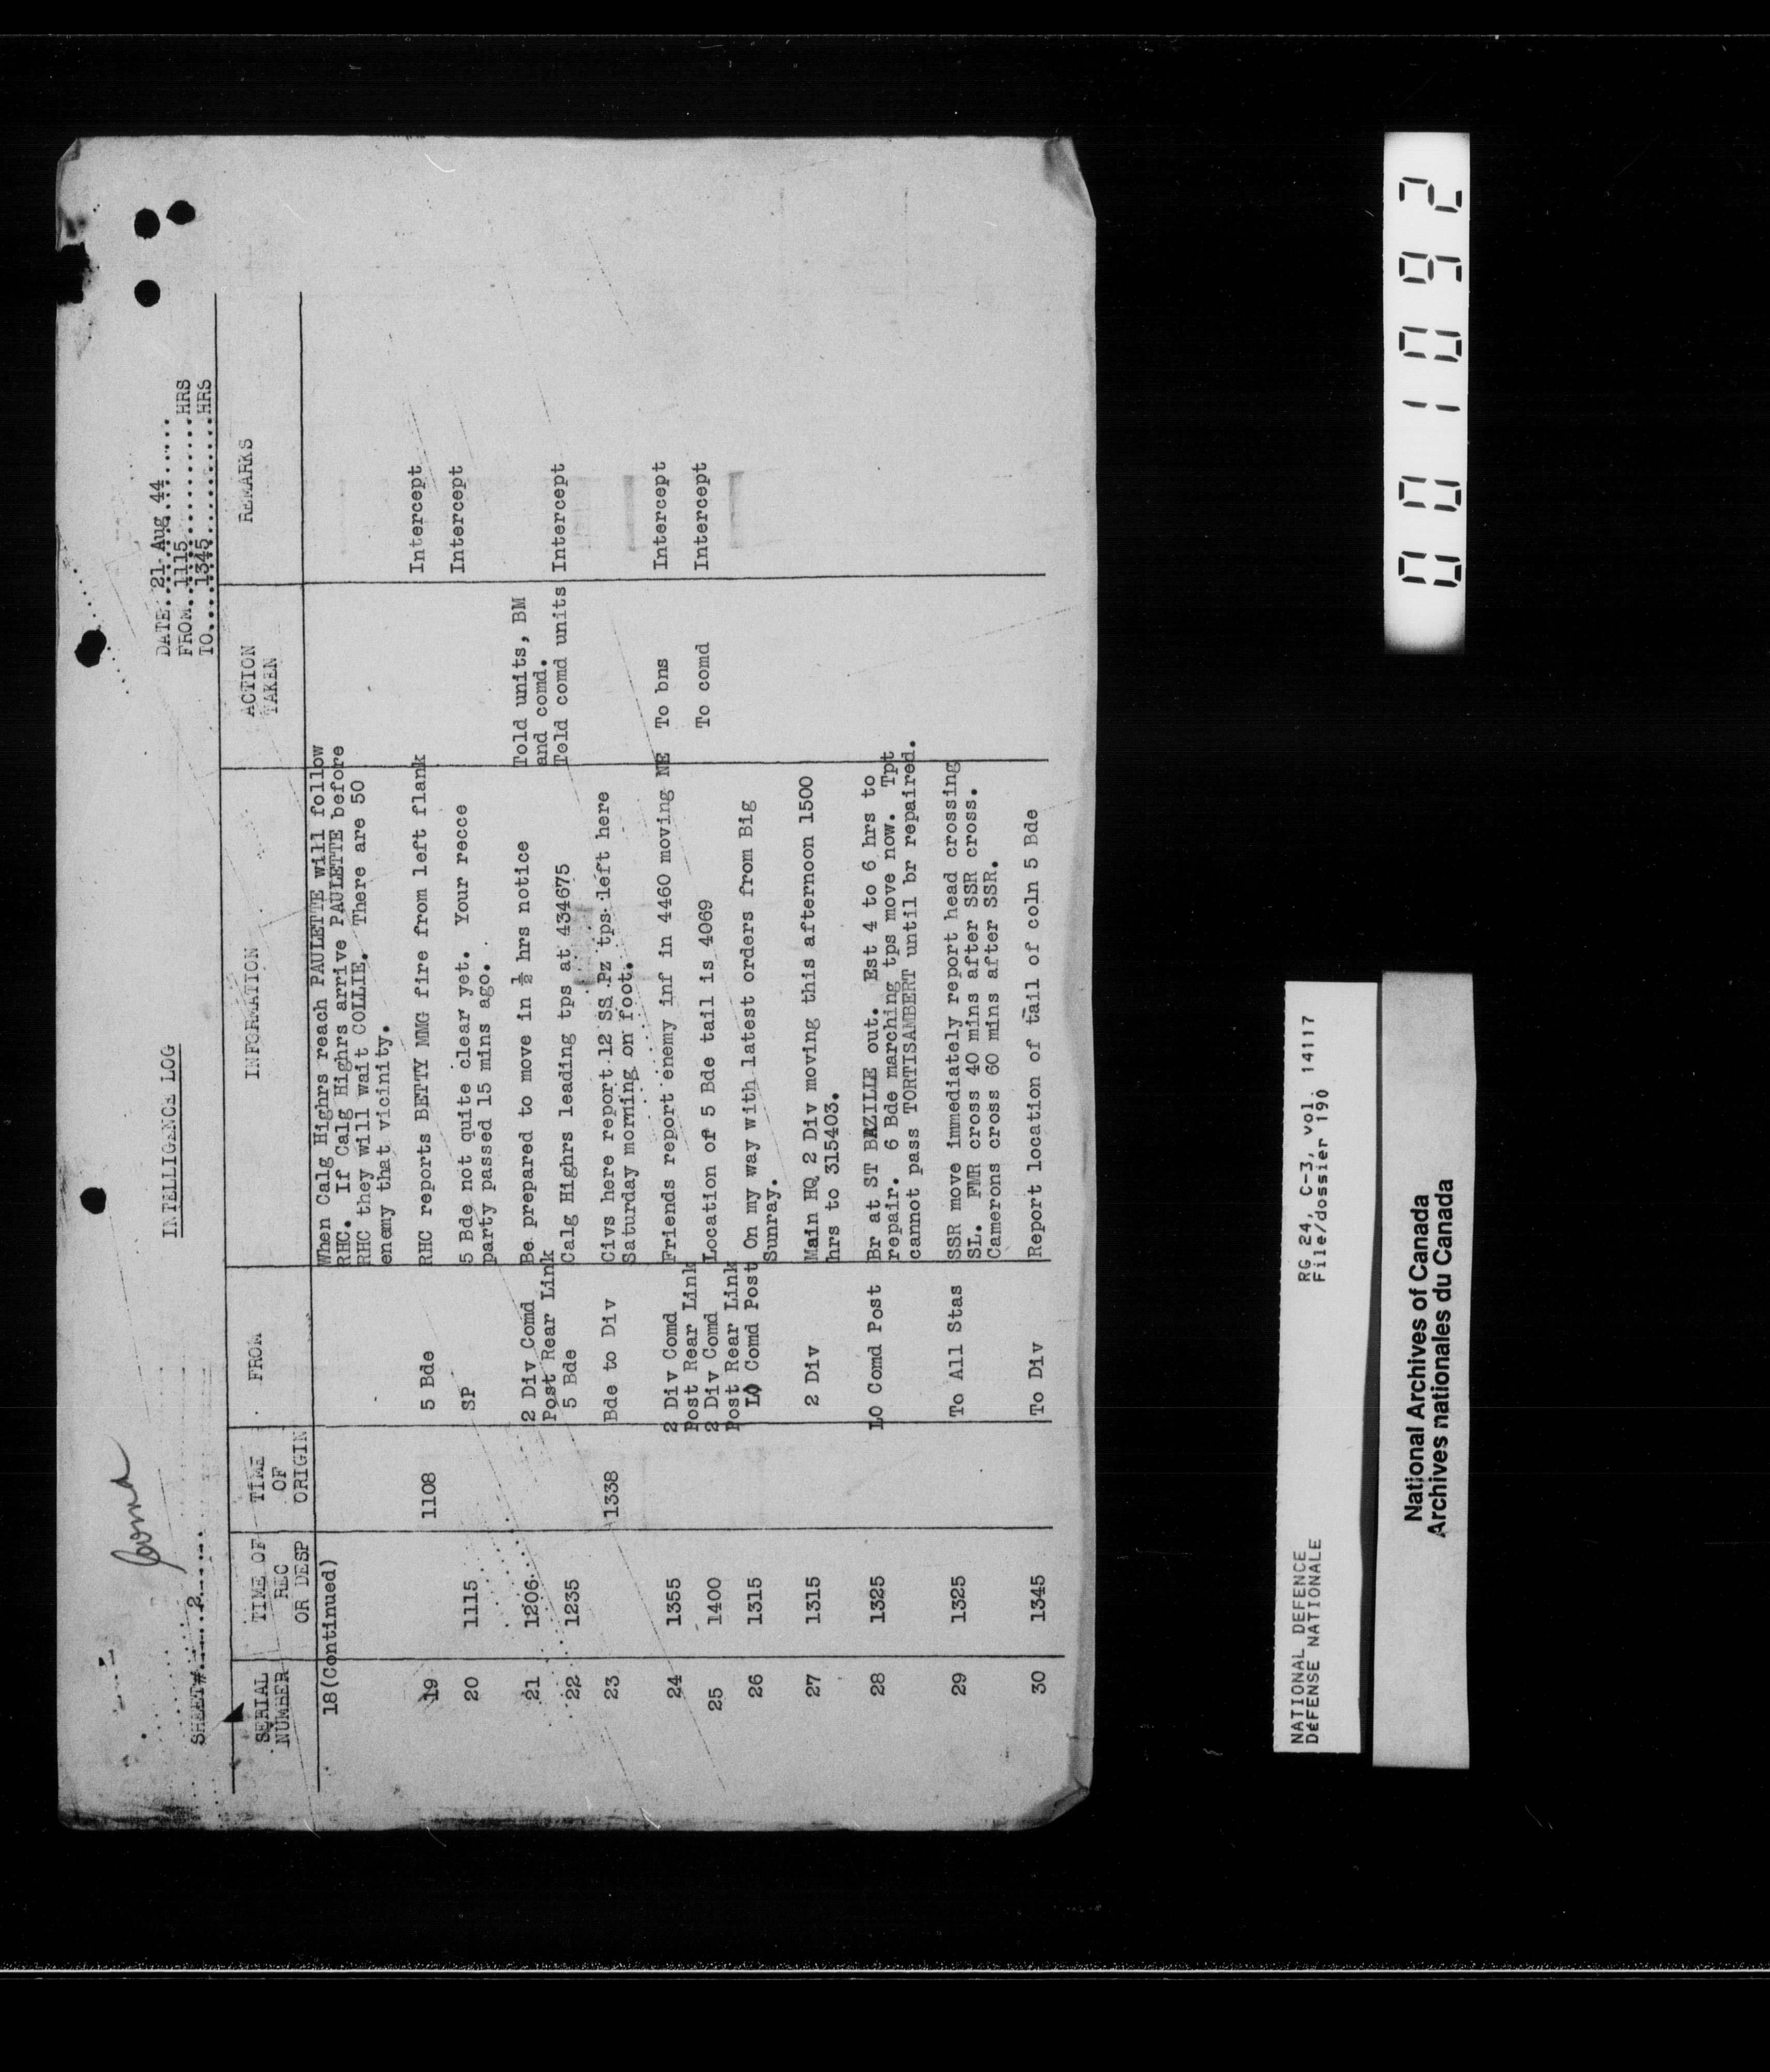 Comd
INTELLIGENCE LOG
DATE. 21 Aug 44
FROM. 1115 HRS
TO. 1345 HRS
SHEET# 2
SERIAL NUMBER TIME OF REC OR DESP TIME OF ORIGIN FROM INFORMATION ACTION TAKEN REMARKS
18(Continued) When Calg Highrs reach PAULETTE will follow
RHC. If Calg Highrs arrive PAULETTE before
RHC they will wait COLLIE. There are 50
enemy that vicinity.
19 1108 5 Bde RHC reports BETTY MMG fire from left flank Intercept
20 1115 SP 5 Bde not quite clear yet. Your recce Intercept
party passed 15 mins ago.
21 1206 2 Div Comd Be prepared to move in ½ hrs notice Told units, BM
Post Rear Link and comd.
22 1235 5 Bde Calg Highrs leading tps at 434675 Told comd units Intercept
23 1338 Bde to Div Civs here report 12 SS Pz tps left here
Saturday morning on foot.
24 1355 2 Div Comd Friends report enemy inf in 4460 moving NE To bns Intercept
Post Rear Link
25 1400 2 Div Comd Location of 5 Bde tail is 4069 To comd Intercept
Post Rear Link
26 1315 LO Comd Post On my way with latest orders from Big
Sunray.
27 1315 2 Div Main HQ 2 Div moving this afternoon 1500
hrs to 315403.
28 1325 LO Comd Post Br at ST BAZILLE out. Est 4 to 6 hrs to
repair. 6 Bde marching tps move now. Tpt
cannot pass TORTISAMBERT until br repaired.
29 1325 To All Stas SSR move immediately report head crossing
SL. FMR cross 40 mins after SSR cross.
Camerons cross 60 mins after SSR.
30 1345 To Div Report location of tail of coln 5 Bde
001092
NATIONAL DEFENCE RG 24, C-3, vol. 14117
DÉFENSE NATIONALE File/dossier 190
National Archives of Canada
Archives nationales du Canada